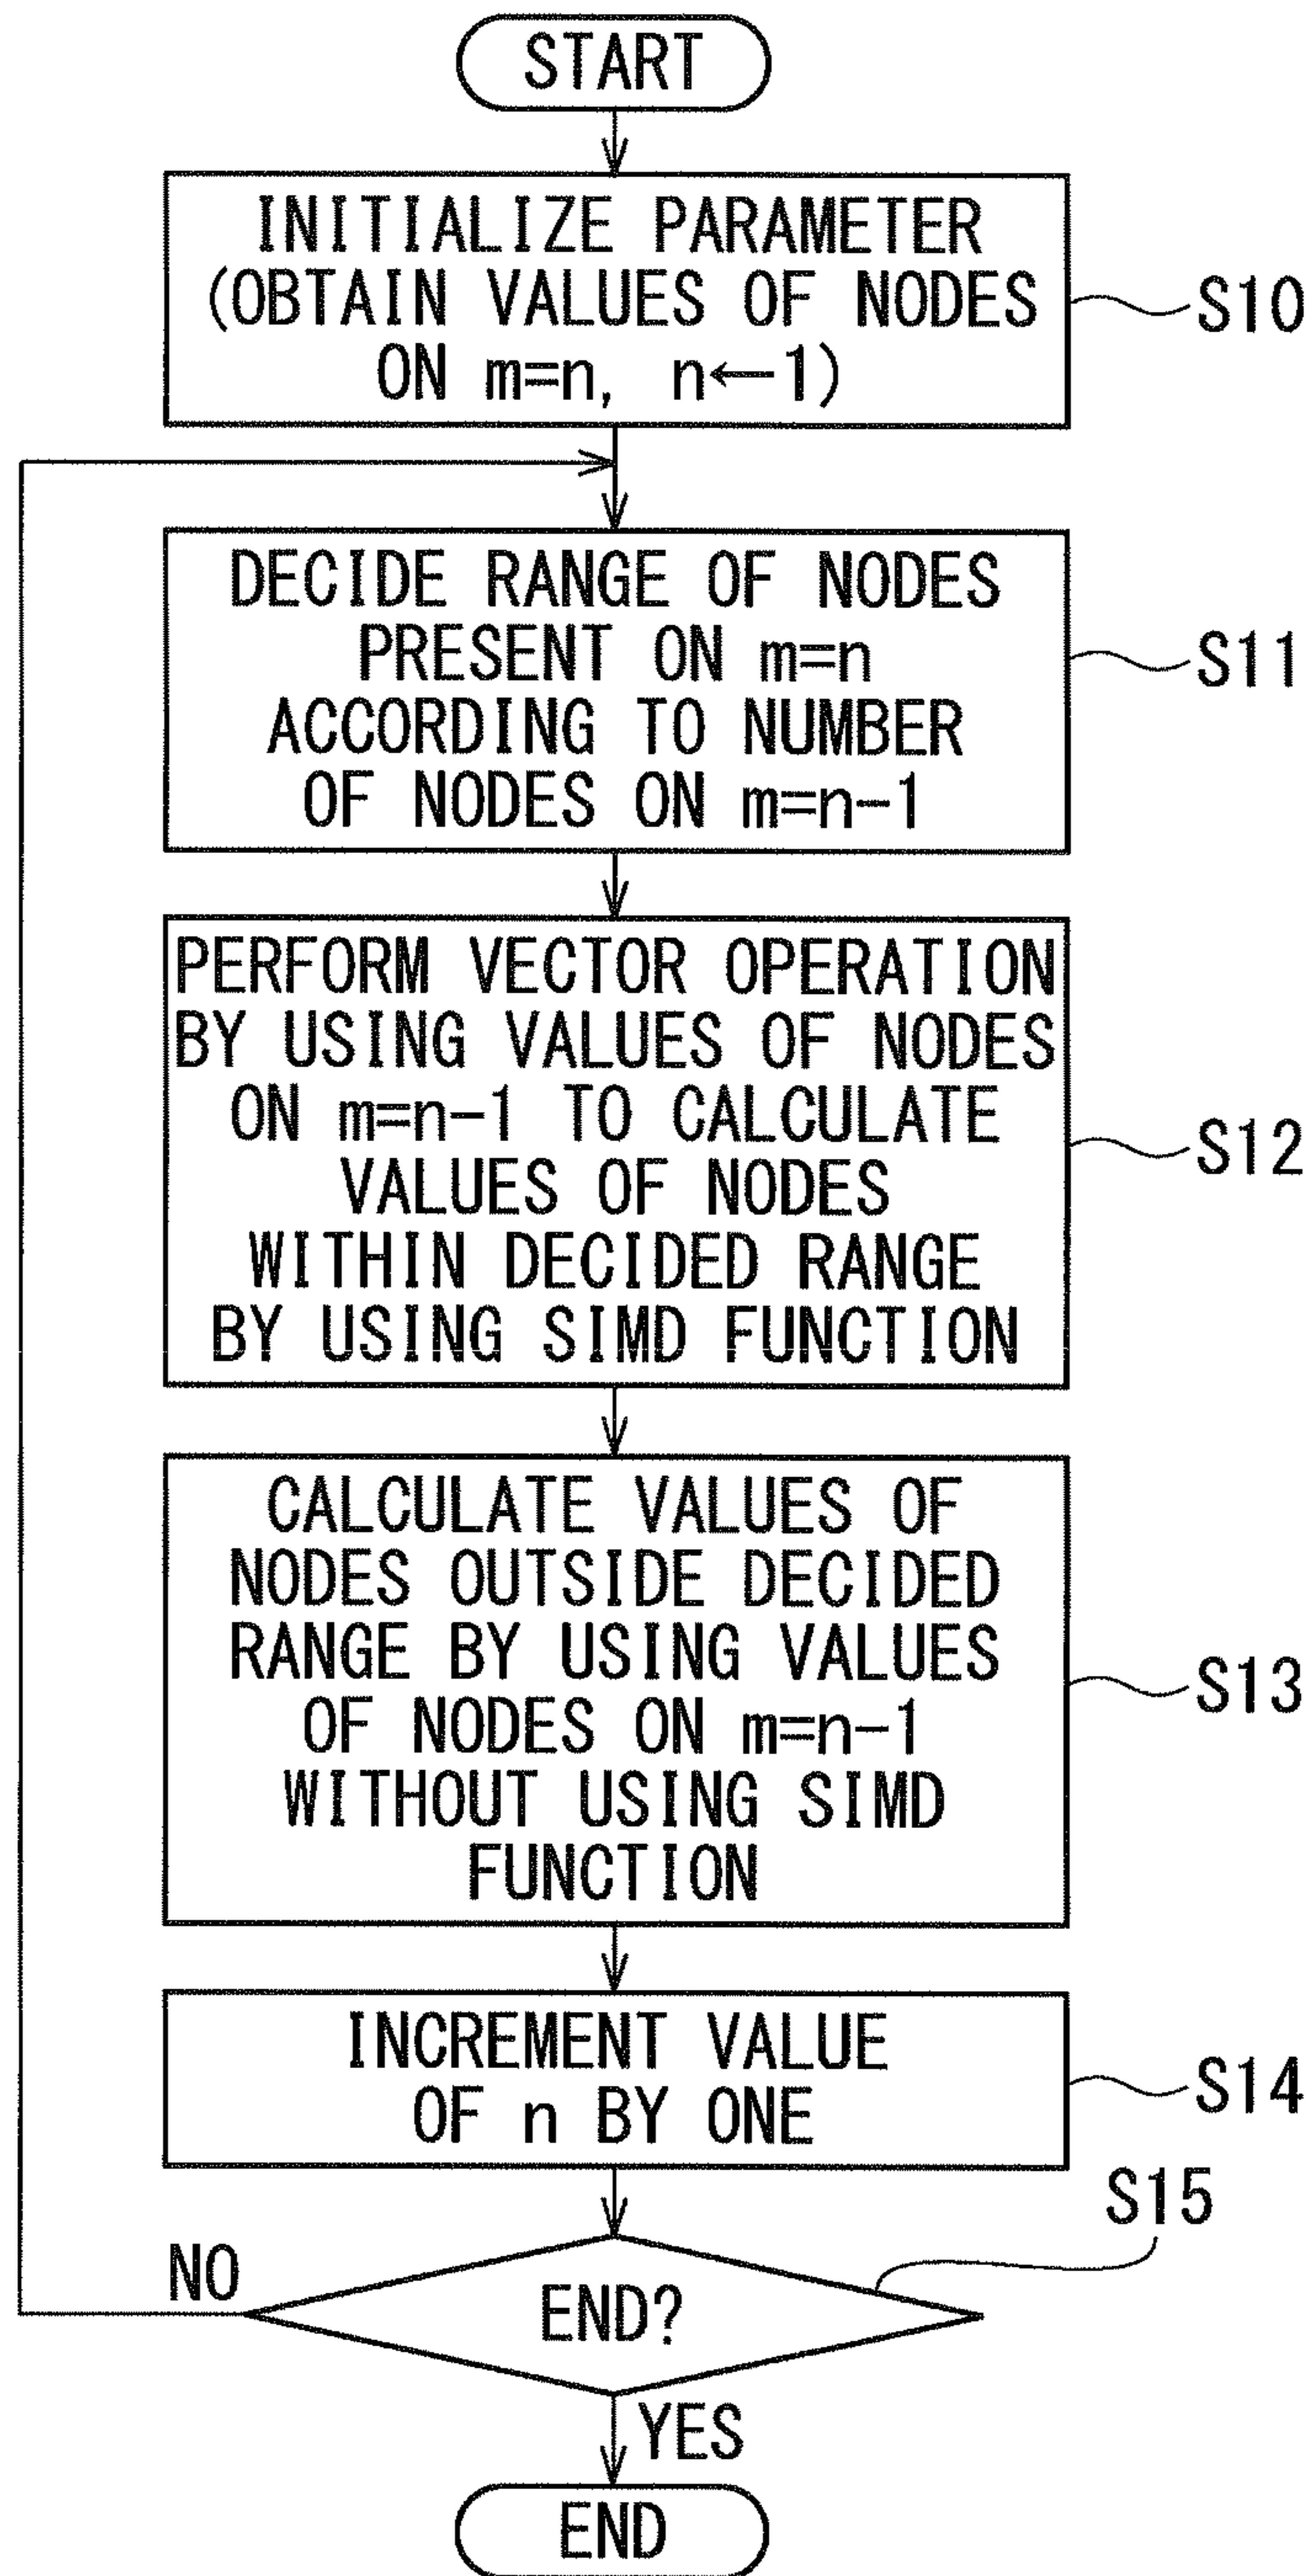 START
INITIALIZE PARAMETER
(OBTAIN VALUES OF NODES
ON m=n, n←1)
S10
DECIDE RANGE OF NODES
PRESENT ON m=n
ACCORDING TO NUMBER
OF NODES ON m=n-1
S11
PERFORM VECTOR OPERATION
BY USING VALUES OF NODES
ON m=n-1 TO CALCULATE
VALUES OF NODES
WITHIN DECIDED RANGE
BY USING SIMD FUNCTION
S12
CALCULATE VALUES OF
NODES OUTSIDE DECIDED
RANGE BY USING VALUES
OF NODES ON m=n-1
WITHOUT USING SIMD
FUNCTION
S13
INCREMENT VALUE
OF n BY ONE
S14
S15
NO
END?
YES
END